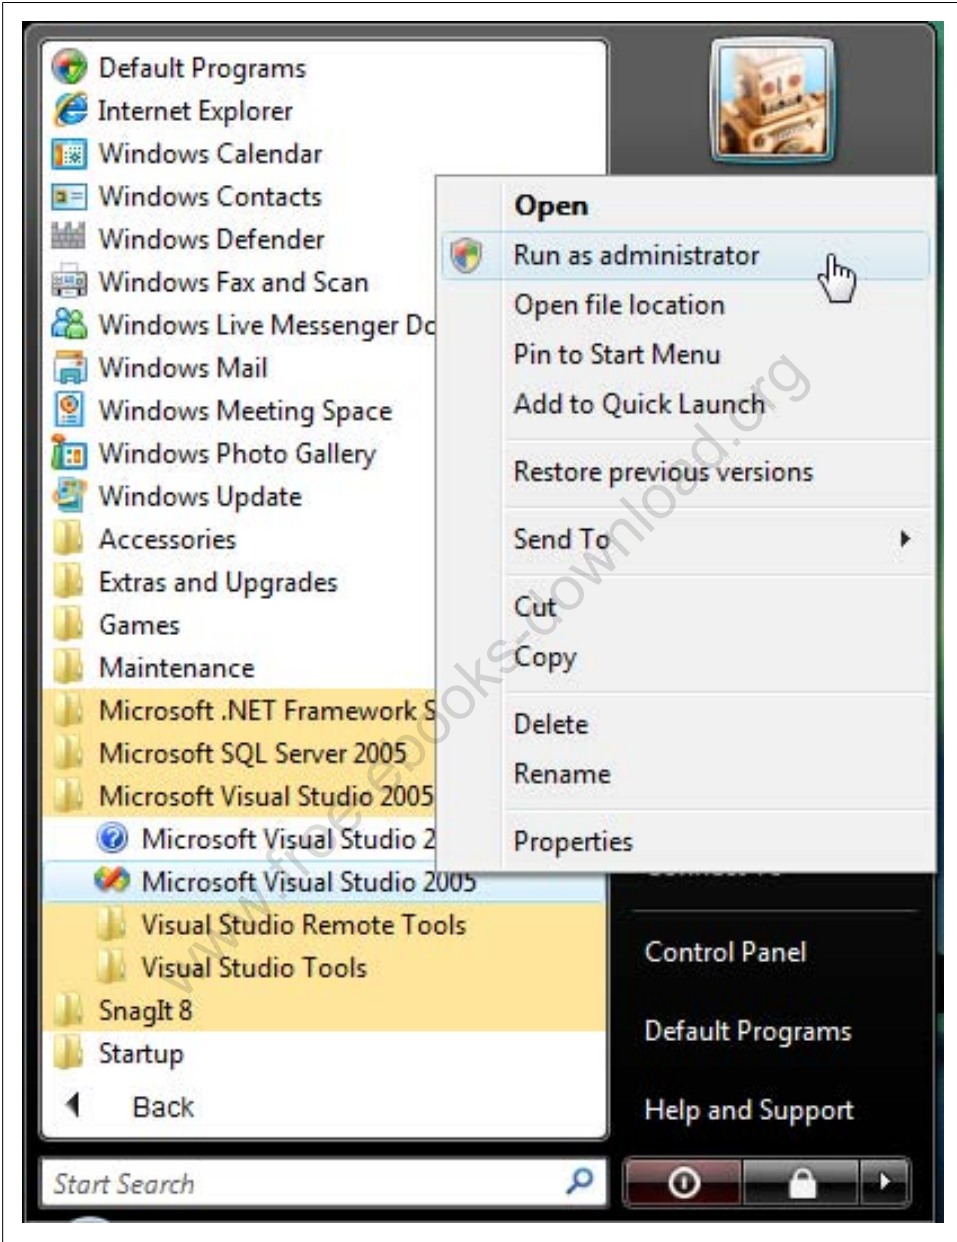 Default Programs
Internet Explorer
Windows Calendar
Windows Contacts
Windows Defender
Windows Fax and Scan
Windows Live Messenger Do
Windows Mail
Windows Meeting Space
Windows Photo Gallery
Windows Update
Accessories
Extras and Upgrades
Games
Maintenance
Microsoft .NET Framework S
Microsoft SQL Server 2005
Microsoft Visual Studio 2005
Microsoft Visual Studio 2
Microsoft Visual Studio 2005
Visual Studio Remote Tools
Visual Studio Tools
SnagIt 8
Startup
Back
Start Search
Open
Run as administrator
Open file location
Pin to Start Menu
Add to Quick Launch
Restore previous versions
Send To
Cut
Copy
Delete
Rename
Properties
Control Panel
Default Programs
Help and Support
www.free-ebooks-download.org